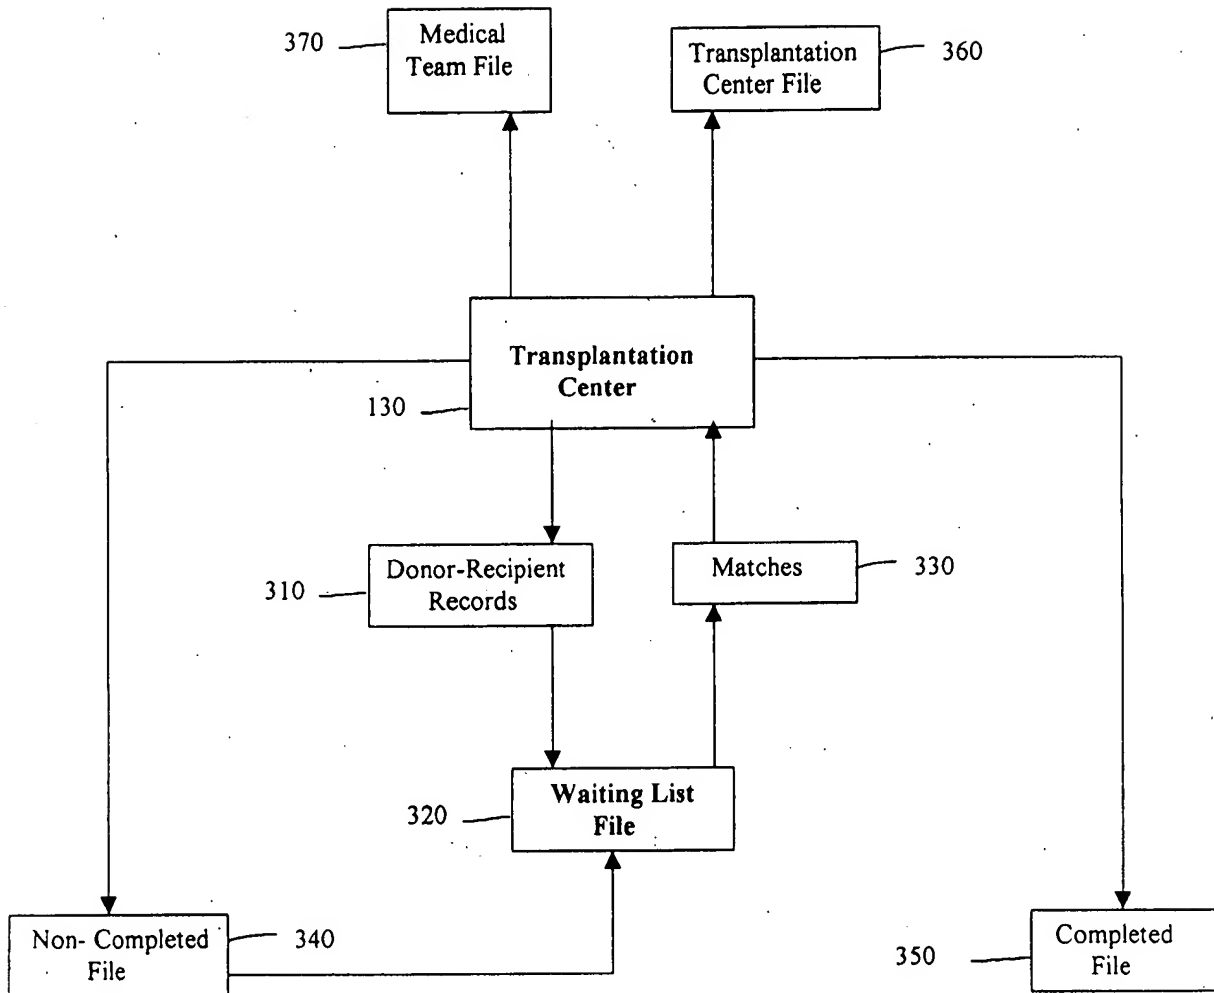 370
Medical
Team File
Transplantation
Center File
360
Transplantation
Center
130
310
Donor-Recipient
Records
Matches
330
320
Waiting List
File
Non- Completed
File
340
350
Completed
File